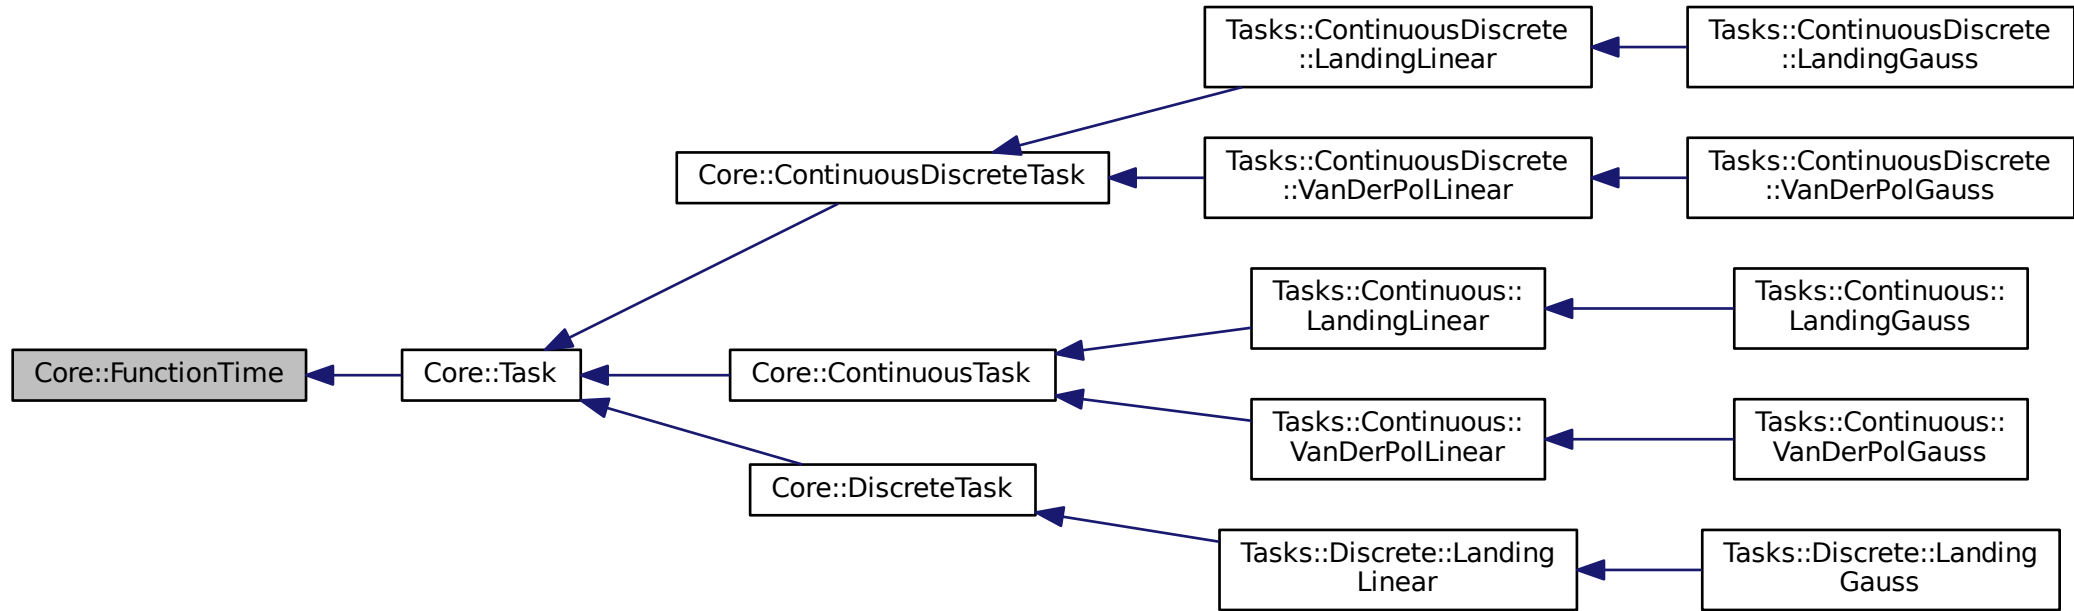 Tasks::ContinuousDiscrete
::LandingLinear
Tasks::ContinuousDiscrete
::LandingGauss
Core::ContinuousDiscreteTask
Tasks::ContinuousDiscrete
::VanDerPolLinear
Tasks::ContinuousDiscrete
::VanDerPolGauss
Tasks::Continuous::
LandingLinear
Tasks::Continuous::
LandingGauss
Core::FunctionTime
Core::Task
Core::ContinuousTask
Tasks::Continuous::
VanDerPolLinear
Tasks::Continuous::
VanDerPolGauss
Core::DiscreteTask
Tasks::Discrete::Landing
Linear
Tasks::Discrete::Landing
Gauss